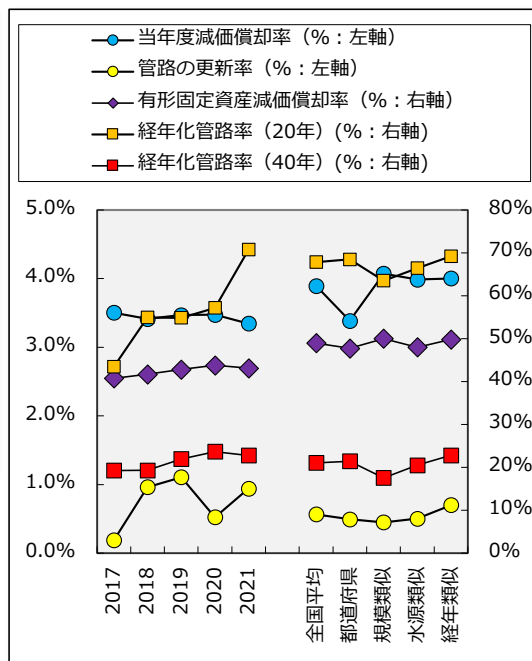 当年度減価償却率（%：左軸）
管路の更新率（%：左軸）
有形固定資産減価償却率（%：右軸）
経年化管路率（20年）(%：右軸)
経年化管路率（40年）(%：右軸)
5.0%
4.0%
3.0%
2.0%
1.0%
0.0%
80%
70%
60%
50%
40%
30%
20%
10%
0%
2017
2018
2019
2020
2021
全国平均
都道府県
規模類似
水源類似
経年類似